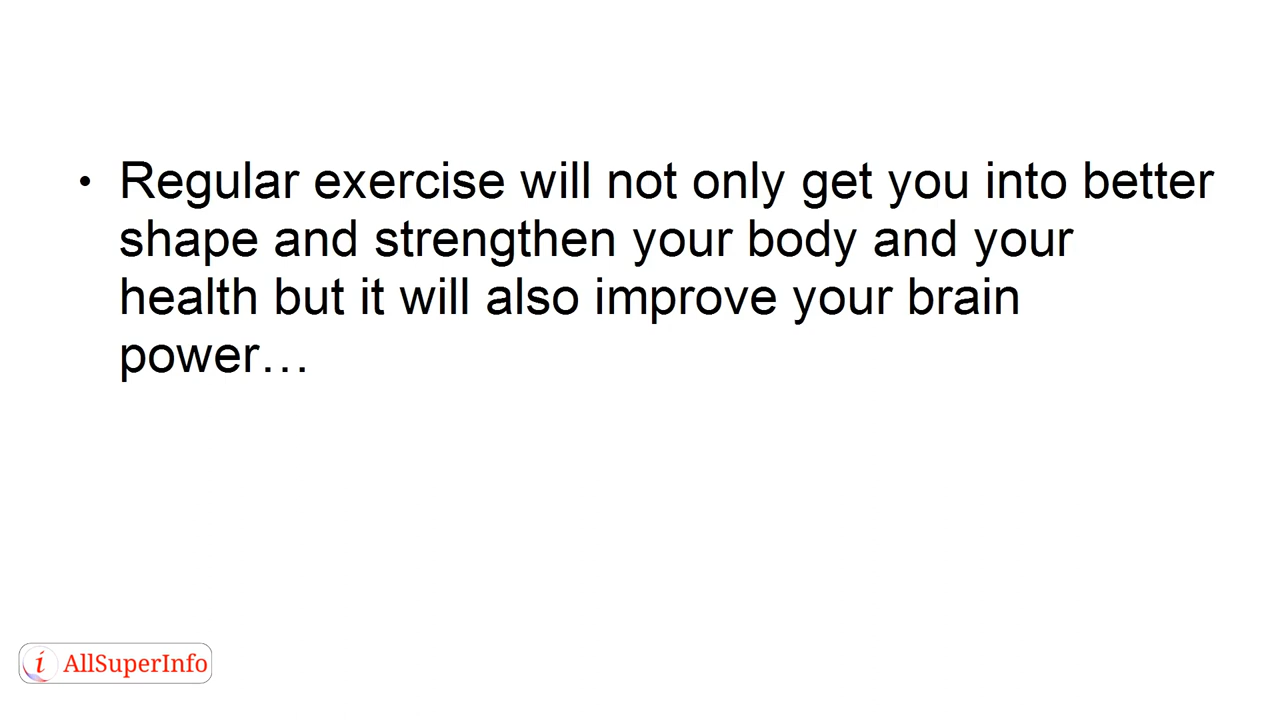 • Regular exercise will not only get you into better
shape and strengthen your body and your
health but it will also improve your brain
power…
i AllSuperInfo